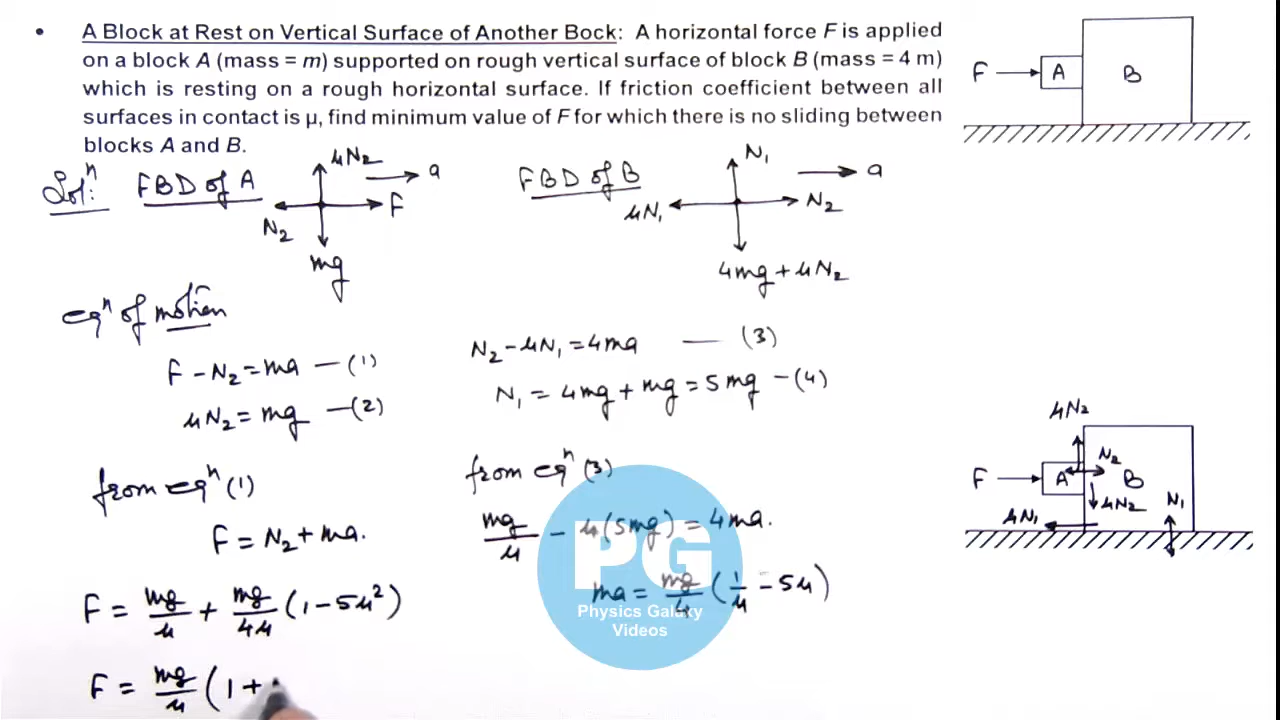 • A Block at Rest on Vertical Surface of Another Bock: A horizontal force F is applied
on a block A (mass = m) supported on rough vertical surface of block B (mass = 4 m)
which is resting on a rough horizontal surface. If friction coefficient between all
surfaces in contact is μ, find minimum value of F for which there is no sliding between
blocks A and B.
F A B
Solⁿ: FBD of A
μN₂ a
F
N₂
mg
FBD of B
N₁ a
μN₁ N₂
4mg + μN₂
eqⁿ of motion
F - N₂ = ma — (1)
μN₂ = mg — (2)
N₂ - μN₁ = 4ma — (3)
N₁ = 4mg + mg = 5mg - (4)
from eqⁿ (1)
F = N₂ + ma.
F = mg/μ + mg/4μ (1 - 5μ²)
F = mg/μ (1 +
from eqⁿ (3)
mg/μ - μ(5mg) = 4ma.
ma = mg/4 (1/μ - 5μ)
μN₂
F A N₂ B
μN₂ N₁
μN₁
PG
Physics Galaxy
Videos